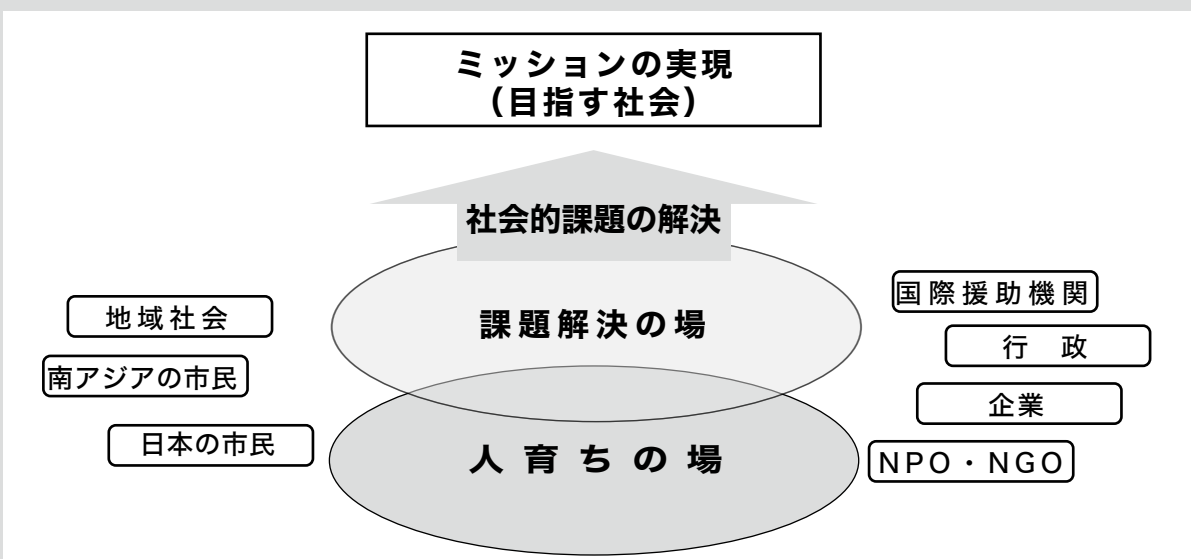 ミッションの実現
（目指す社会）
社会的課題の解決
課題解決の場
人育ちの場
地域社会
南アジアの市民
日本の市民
国際援助機関
行　政
企業
NPO・NGO